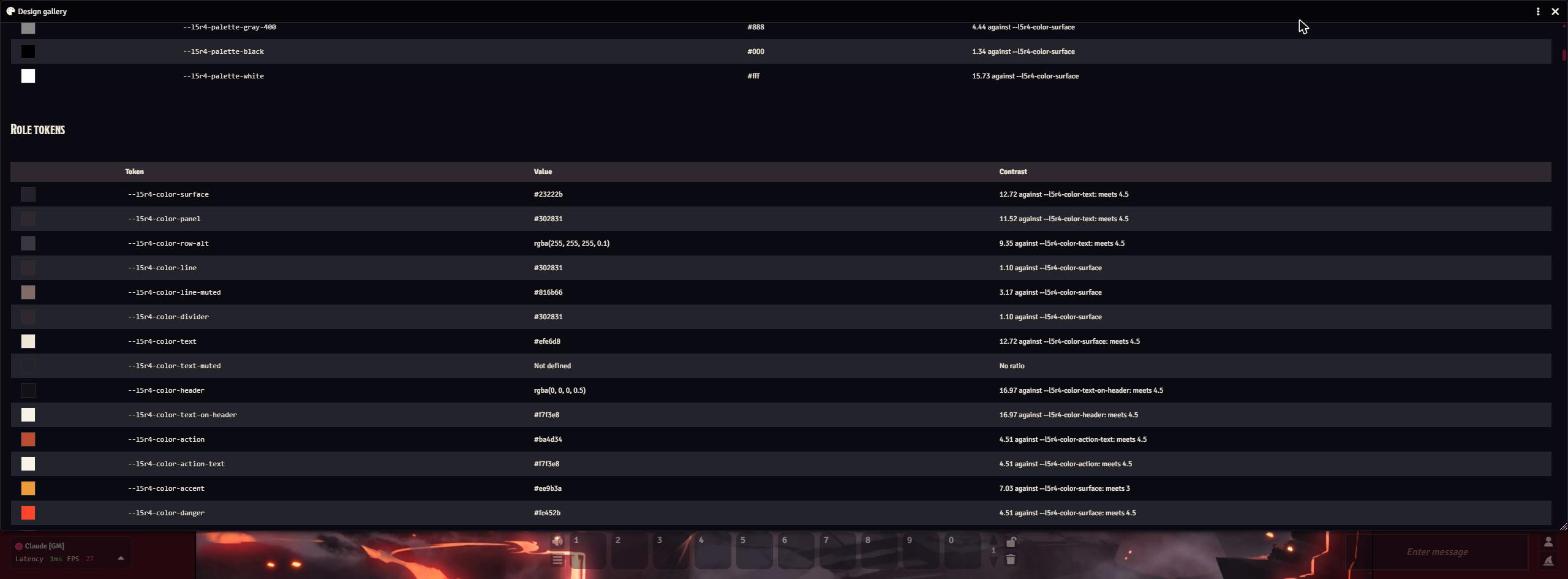 Design gallery
--l5r4-palette-gray-400 #888 4.44 against --l5r4-color-surface
--l5r4-palette-black #000 1.34 against --l5r4-color-surface
--l5r4-palette-white #fff 15.73 against --l5r4-color-surface
ROLE TOKENS
Token Value Contrast
--l5r4-color-surface #23222b 12.72 against --l5r4-color-text: meets 4.5
--l5r4-color-panel #302831 11.52 against --l5r4-color-text: meets 4.5
--l5r4-color-row-alt rgba(255, 255, 255, 0.1) 9.35 against --l5r4-color-text: meets 4.5
--l5r4-color-line #302831 1.10 against --l5r4-color-surface
--l5r4-color-line-muted #816b66 3.17 against --l5r4-color-surface
--l5r4-color-divider #302831 1.10 against --l5r4-color-surface
--l5r4-color-text #efe6d8 12.72 against --l5r4-color-surface: meets 4.5
--l5r4-color-text-muted Not defined No ratio
--l5r4-color-header rgba(0, 0, 0, 0.5) 16.97 against --l5r4-color-text-on-header: meets 4.5
--l5r4-color-text-on-header #f7f3e8 16.97 against --l5r4-color-header: meets 4.5
--l5r4-color-action #ba4d34 4.51 against --l5r4-color-action-text: meets 4.5
--l5r4-color-action-text #f7f3e8 4.51 against --l5r4-color-action: meets 4.5
--l5r4-color-accent #ee9b3a 7.03 against --l5r4-color-surface: meets 3
--l5r4-color-danger #fc452b 4.51 against --l5r4-color-surface: meets 4.5
Claude [GM]
Latency 3ms FPS 27
1 2 3 4 5 6 7 8 9 0
1
Enter message